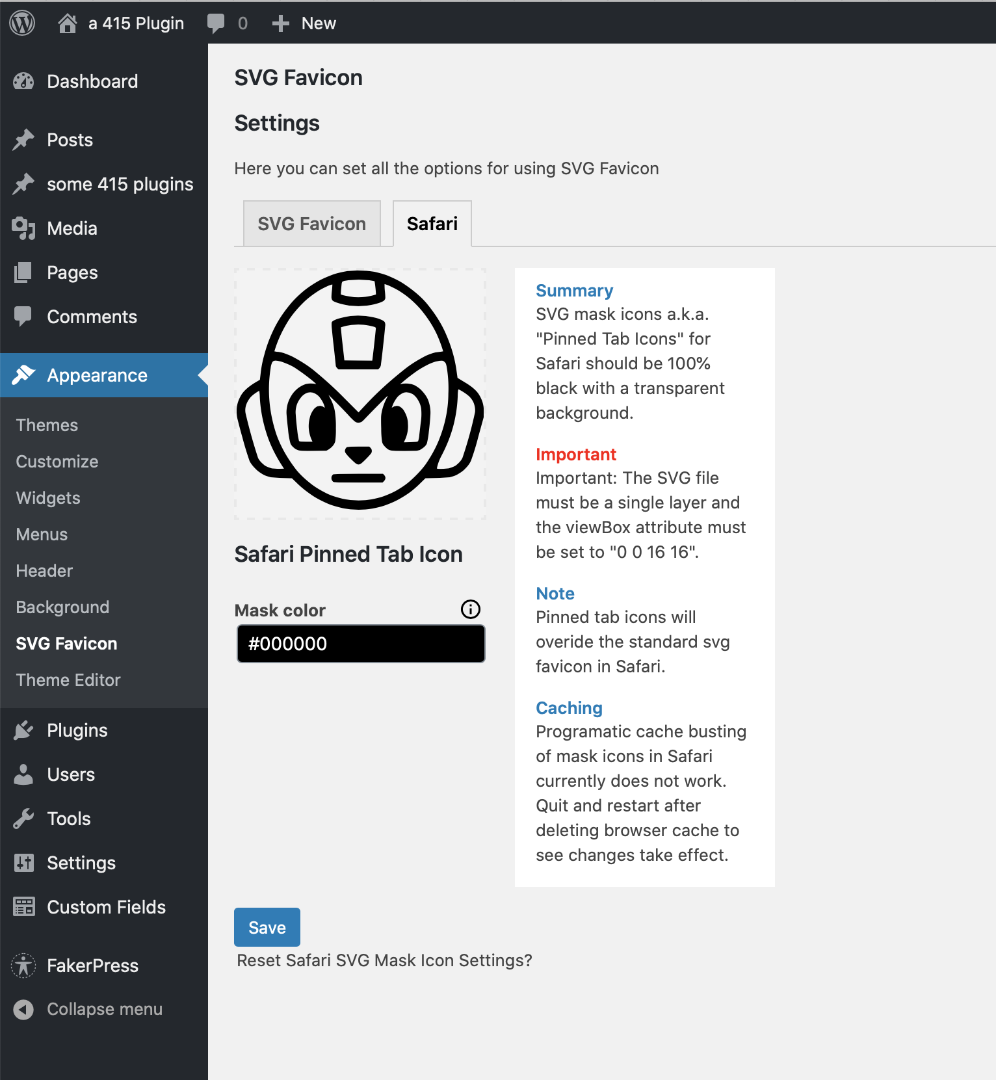 a 415 Plugin 0 New
Dashboard
Posts
some 415 plugins
Media
Pages
Comments
Appearance
Themes
Customize
Widgets
Menus
Header
Background
SVG Favicon
Theme Editor
Plugins
Users
Tools
Settings
Custom Fields
FakerPress
Collapse menu
SVG Favicon
Settings
Here you can set all the options for using SVG Favicon
SVG Favicon Safari
Safari Pinned Tab Icon
Mask color
#000000
Summary
SVG mask icons a.k.a.
"Pinned Tab Icons" for
Safari should be 100%
black with a transparent
background.
Important
Important: The SVG file
must be a single layer and
the viewBox attribute must
be set to "0 0 16 16".
Note
Pinned tab icons will
overide the standard svg
favicon in Safari.
Caching
Programatic cache busting
of mask icons in Safari
currently does not work.
Quit and restart after
deleting browser cache to
see changes take effect.
Save
Reset Safari SVG Mask Icon Settings?